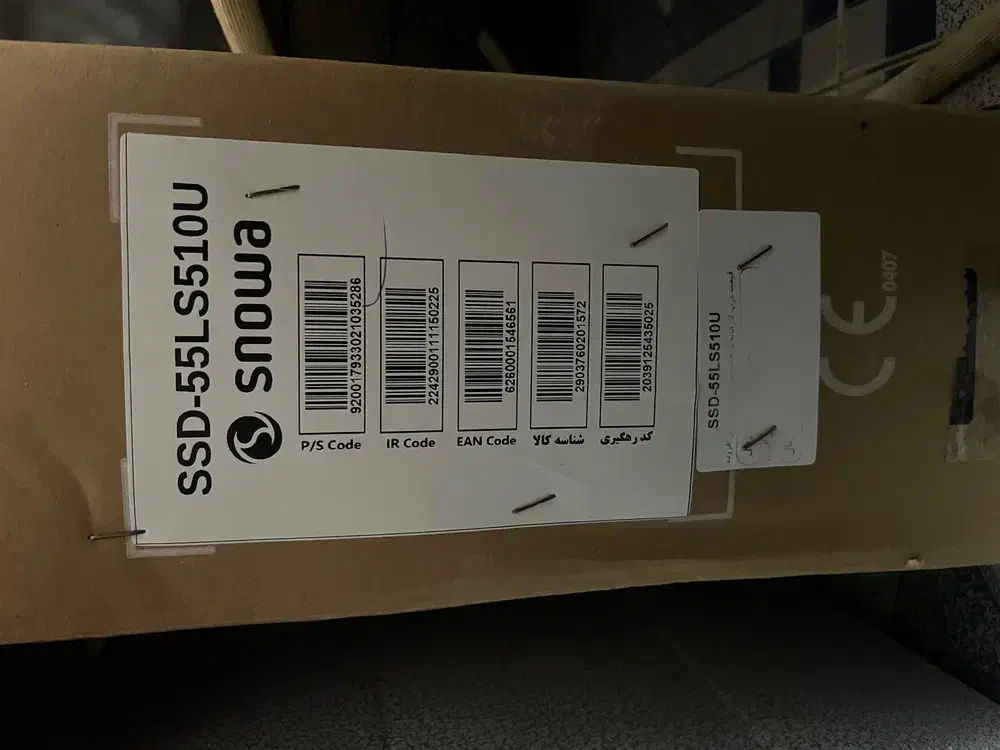 SSD-55LS510U
snowa
9200179330210352​86
P/S Code
2242900111150225
IR Code
6260001546561
EAN Code
2903760201572
شناسه کالا
2039125435025
کد رهگیری
SSD-55LS510U
ریال
CE 0407